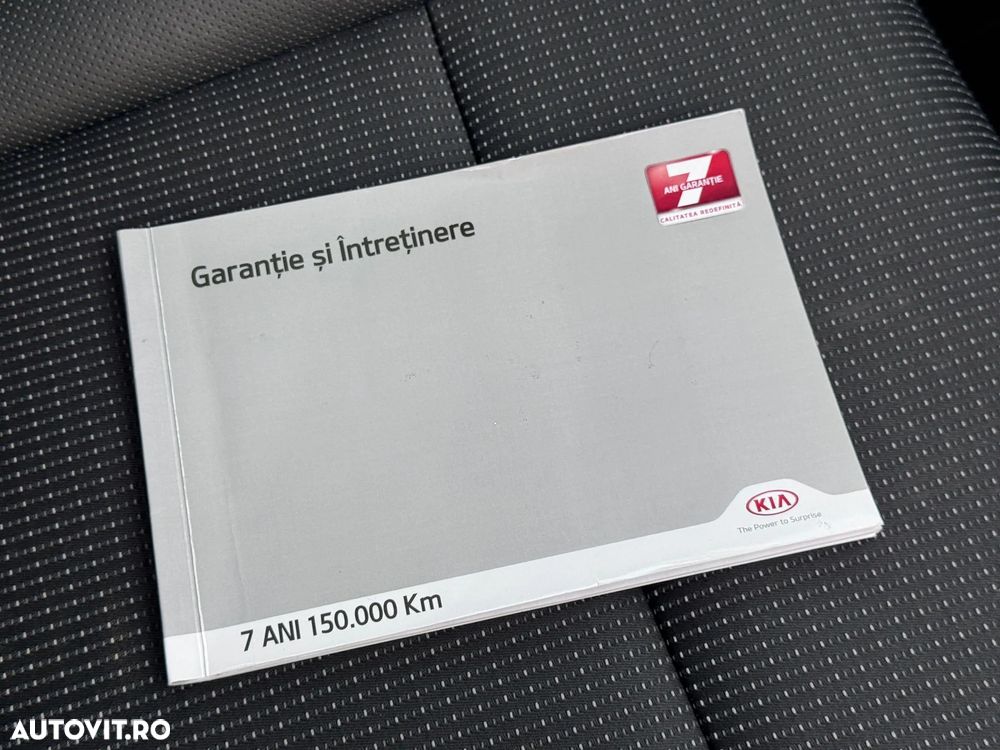 7
ANI GARANȚIE
CALITATEA REDEFINITĂ
Garanție și Întreținere
KIA
The Power to Surprise
7 ANI 150.000 Km
AUTOVIT.RO